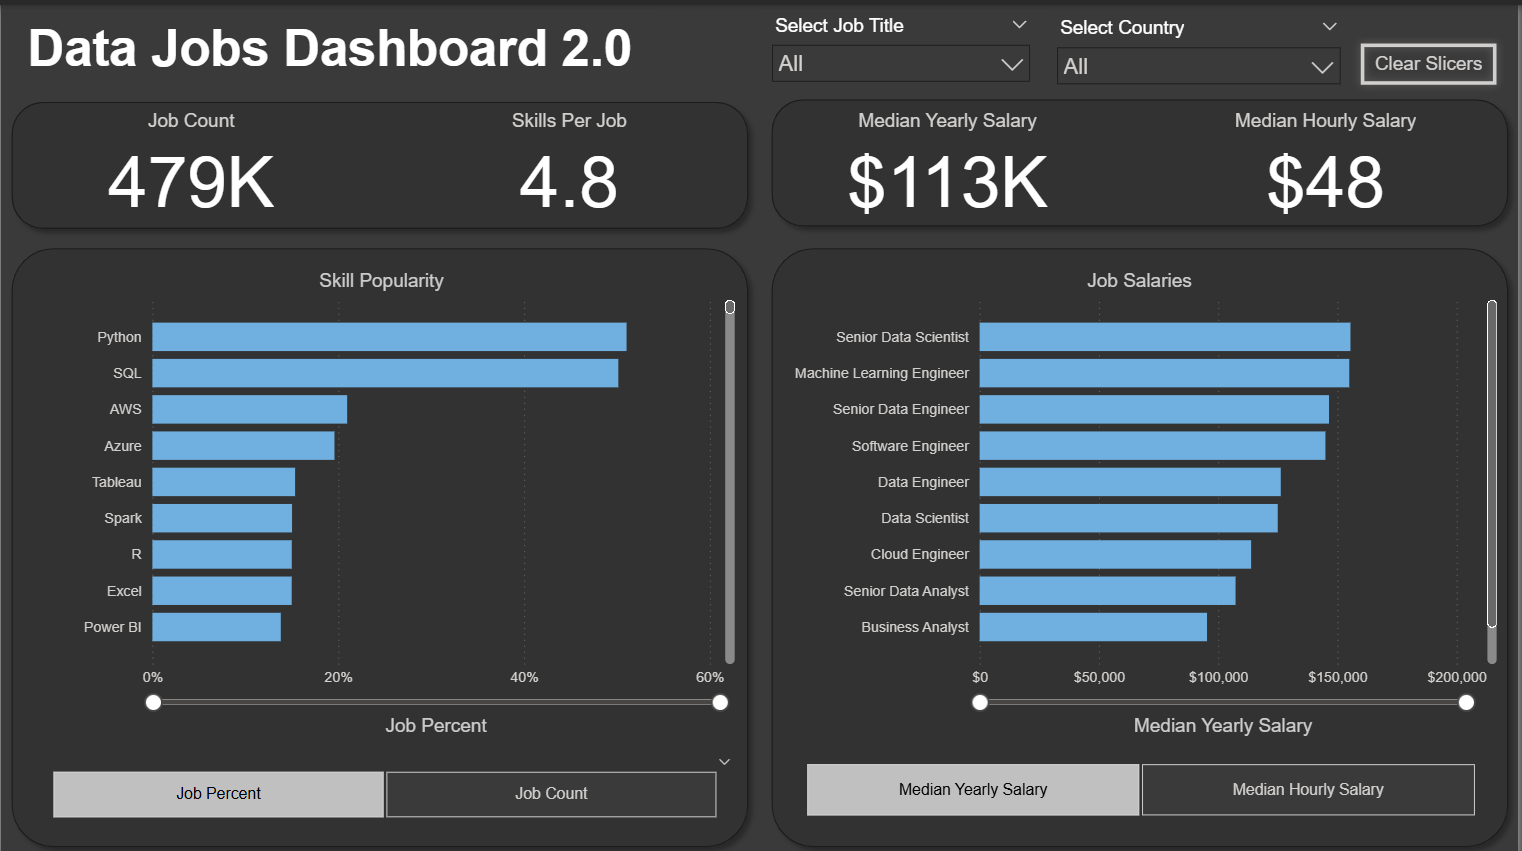 Data Jobs Dashboard 2.0
Select Job Title
All
Select Country
All
Clear Slicers
Job Count
479K
Skills Per Job
4.8
Median Yearly Salary
$113K
Median Hourly Salary
$48
Skill Popularity
Python
SQL
AWS
Azure
Tableau
Spark
R
Excel
Power BI
0% 20% 40% 60%
Job Percent
Job Percent
Job Count
Job Salaries
Senior Data Scientist
Machine Learning Engineer
Senior Data Engineer
Software Engineer
Data Engineer
Data Scientist
Cloud Engineer
Senior Data Analyst
Business Analyst
$0 $50,000 $100,000 $150,000 $200,000
Median Yearly Salary
Median Yearly Salary
Median Hourly Salary